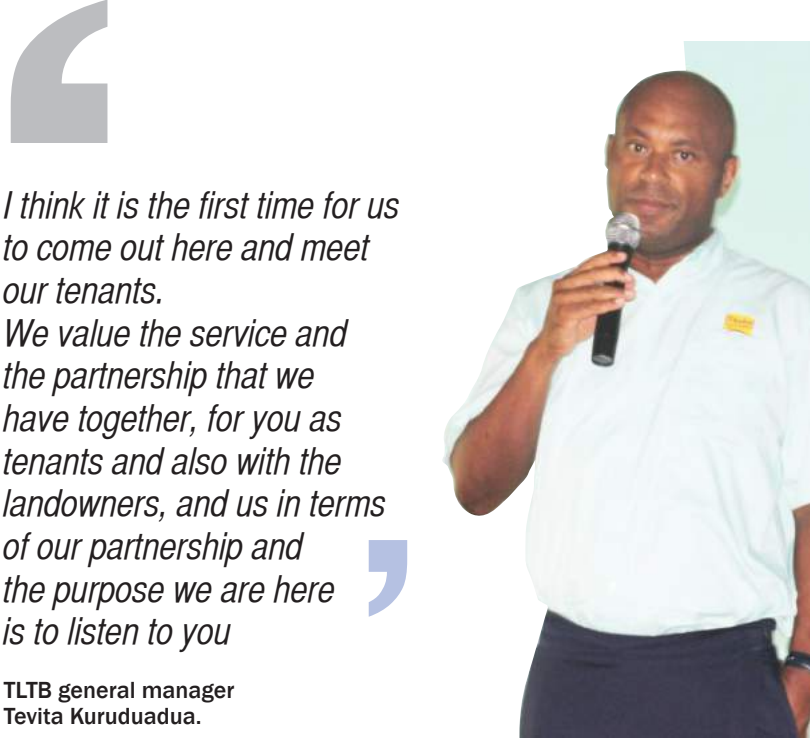 I think it is the first time for us
to come out here and meet
our tenants.
We value the service and
the partnership that we
have together, for you as
tenants and also with the
landowners, and us in terms
of our partnership and
the purpose we are here
is to listen to you
TLTB general manager
Tevita Kuruduadua.